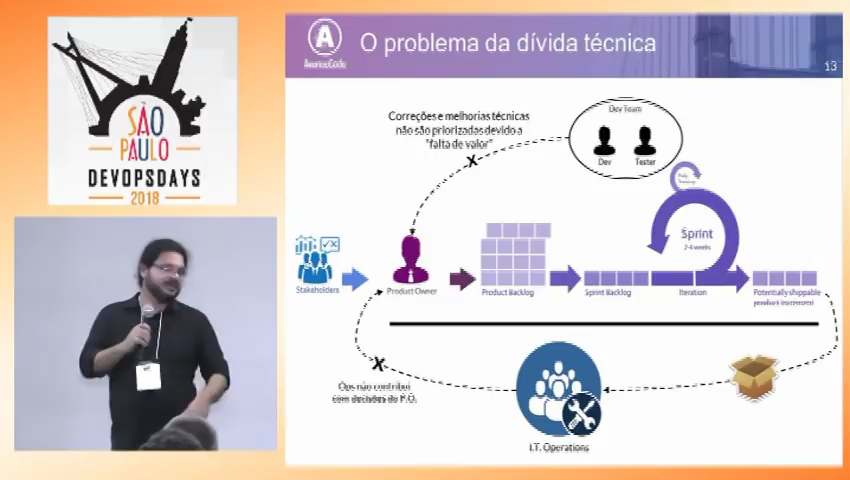 SÃO
PAULO
DEVOPSDAYS
2018
A
AvenueCode
O problema da dívida técnica
13
Correções e melhorias técnicas
não são priorizadas devido a
"falta de valor"
X
Dev Team
Dev
Tester
Sprint
2-4 weeks
Stakeholders
Product Owner
Product Backlog
Sprint Backlog
Iteration
Potentially shippable
product increment
X
Ops não contribui
com decisões do P.O.
I.T. Operations